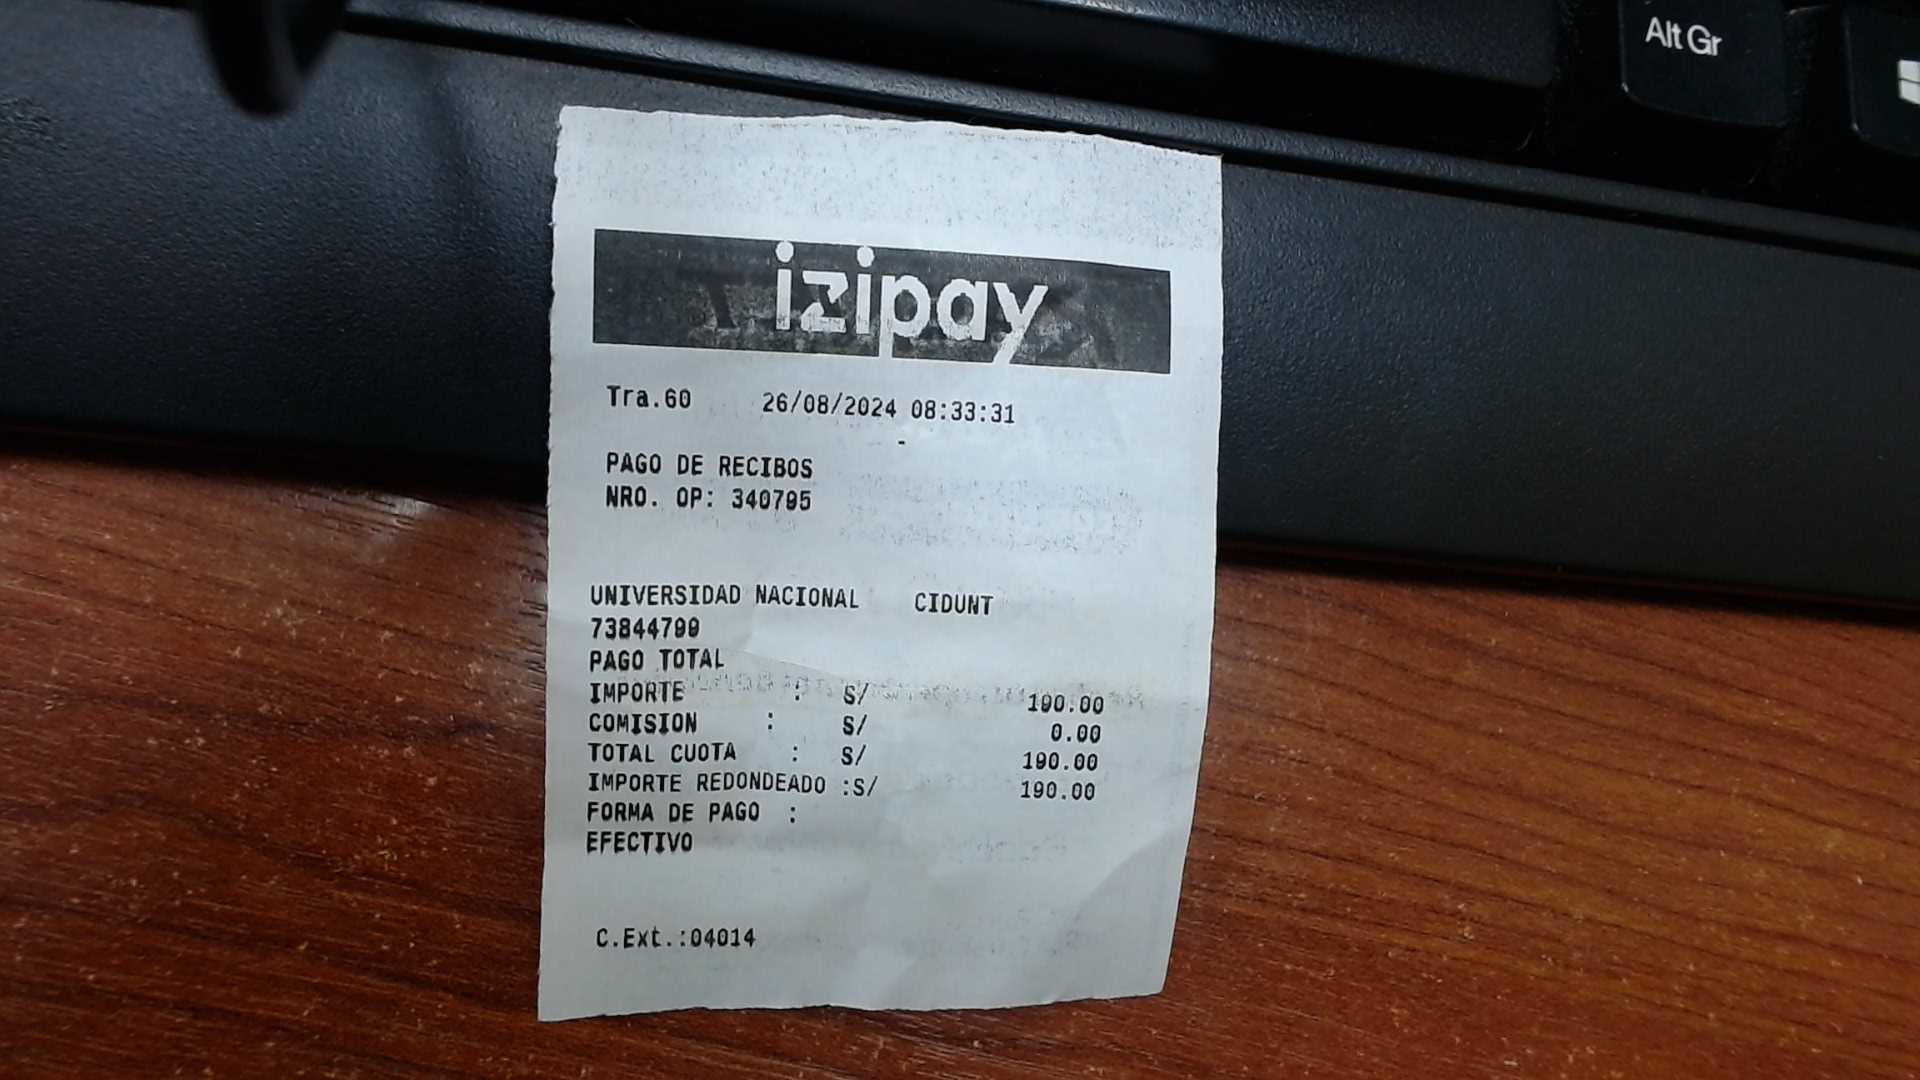 Alt Gr
izipay
Tra.60 26/08/2024 08:33:31
-
PAGO DE RECIBOS
NRO. OP: 340795
UNIVERSIDAD NACIONAL CIDUNT
73844799
PAGO TOTAL
IMPORTE : S/ 190.00
COMISION : S/ 0.00
TOTAL CUOTA : S/ 190.00
IMPORTE REDONDEADO :S/ 190.00
FORMA DE PAGO :
EFECTIVO
C.Ext.:04014